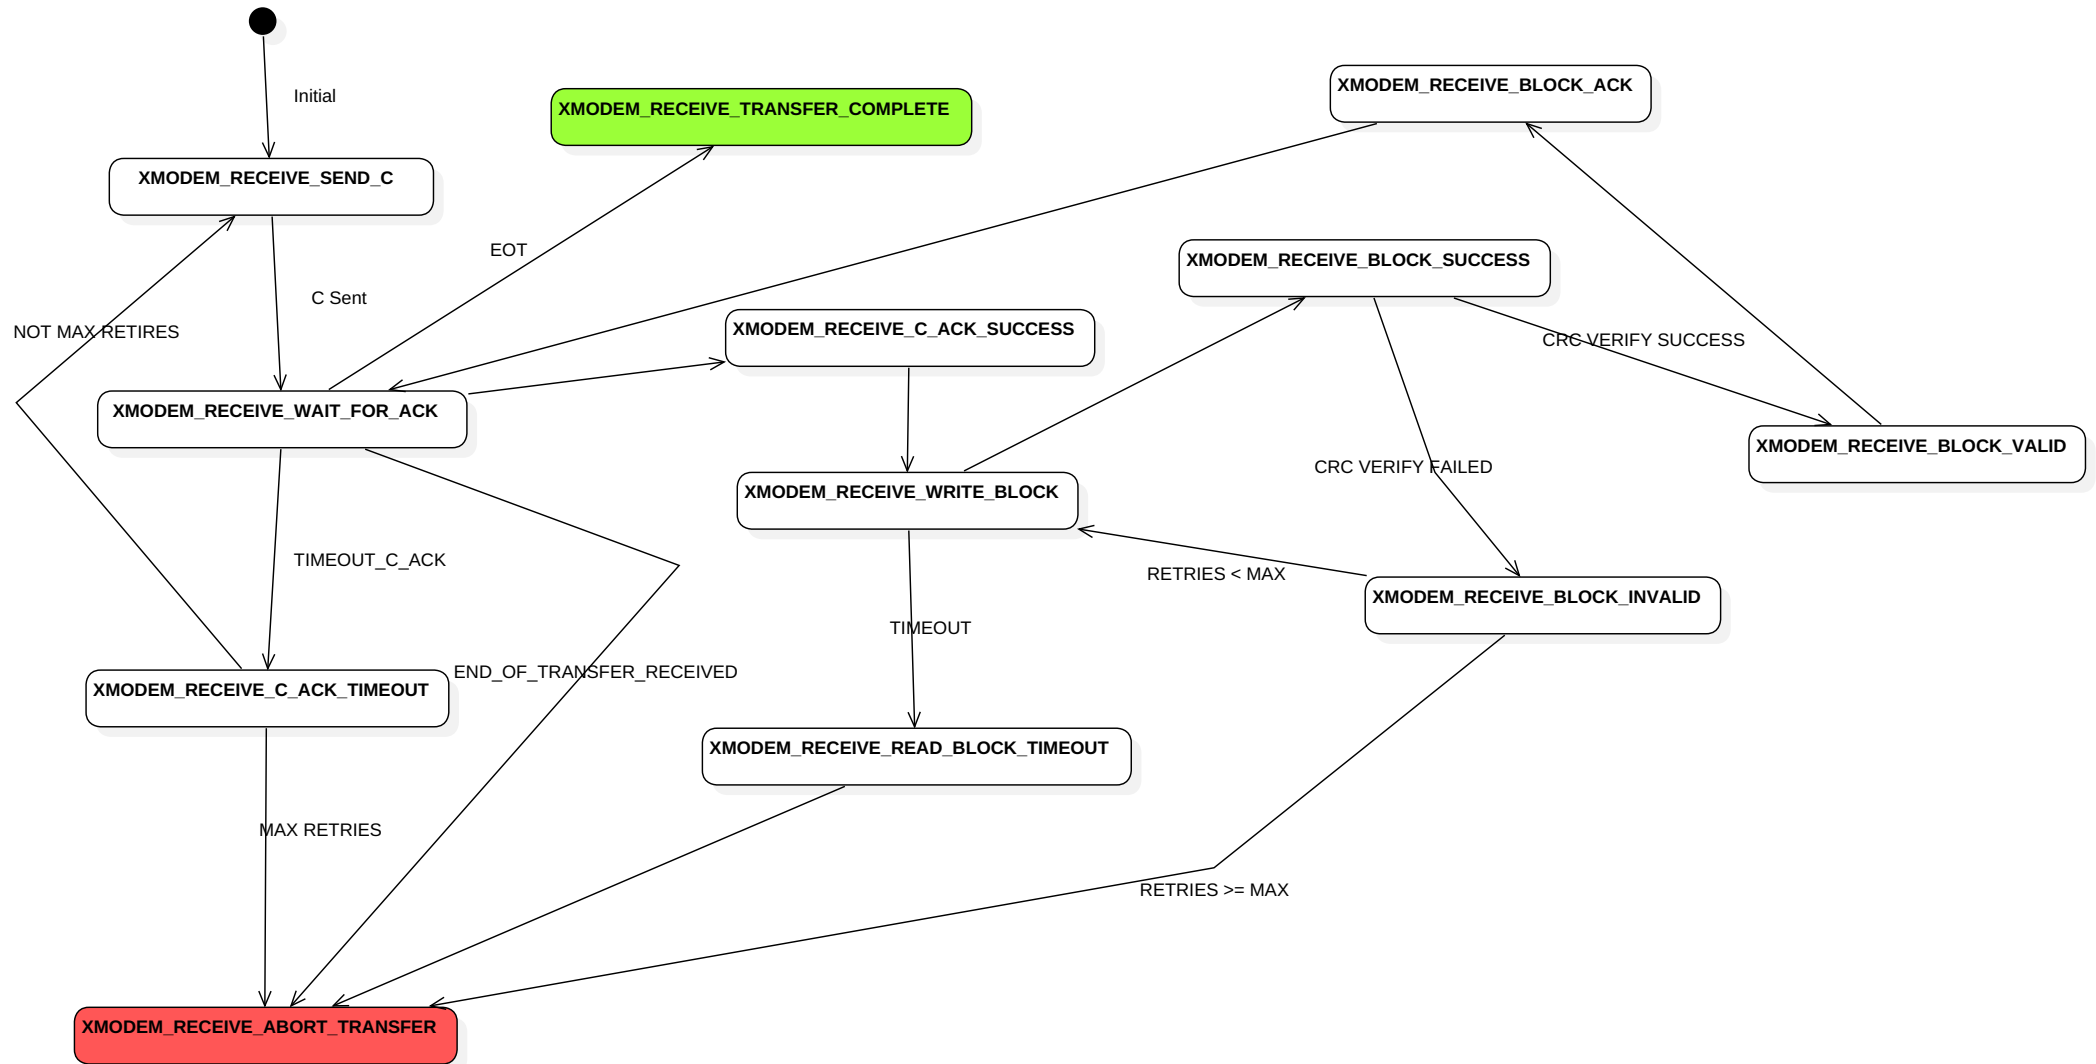 XMODEM_RECEIVE_BLOCK_ACK
Initial
XMODEM_RECEIVE_TRANSFER_COMPLETE
XMODEM_RECEIVE_SEND_C
EOT
XMODEM_RECEIVE_BLOCK_SUCCESS
C Sent
NOT MAX RETIRES
XMODEM_RECEIVE_C_ACK_SUCCESS
CRC VERIFY SUCCESS
XMODEM_RECEIVE_WAIT_FOR_ACK
XMODEM_RECEIVE_BLOCK_VALID
CRC VERIFY FAILED
XMODEM_RECEIVE_WRITE_BLOCK
TIMEOUT_C_ACK
RETRIES < MAX
XMODEM_RECEIVE_BLOCK_INVALID
TIMEOUT
END_OF_TRANSFER_RECEIVED
XMODEM_RECEIVE_C_ACK_TIMEOUT
XMODEM_RECEIVE_READ_BLOCK_TIMEOUT
MAX RETRIES
RETRIES >= MAX
XMODEM_RECEIVE_ABORT_TRANSFER